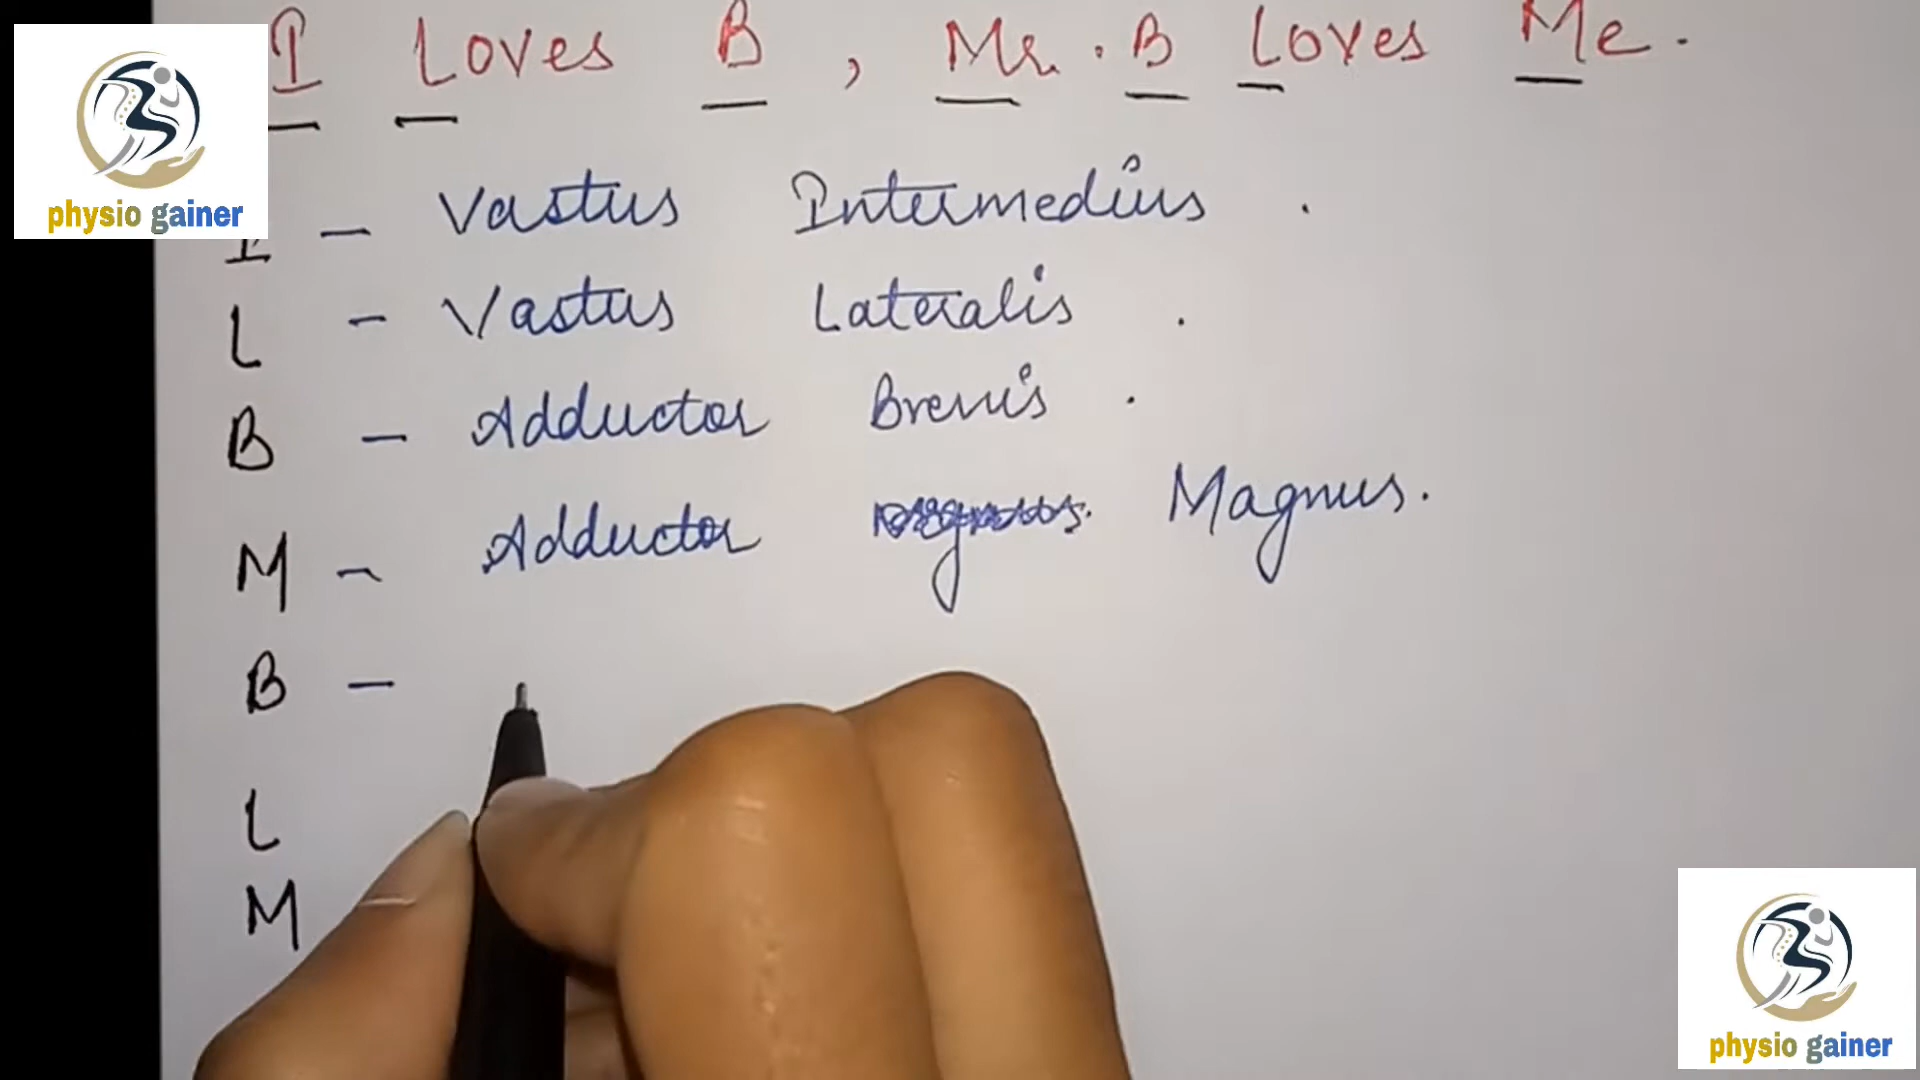 I Loves B, Mr. B Loves Me.
physio gainer
I - Vastus Intermedius.
L - Vastus Lateralis.
B - Adductor Brevis.
M - Adductor Magnus.
B -
L
M
physio gainer